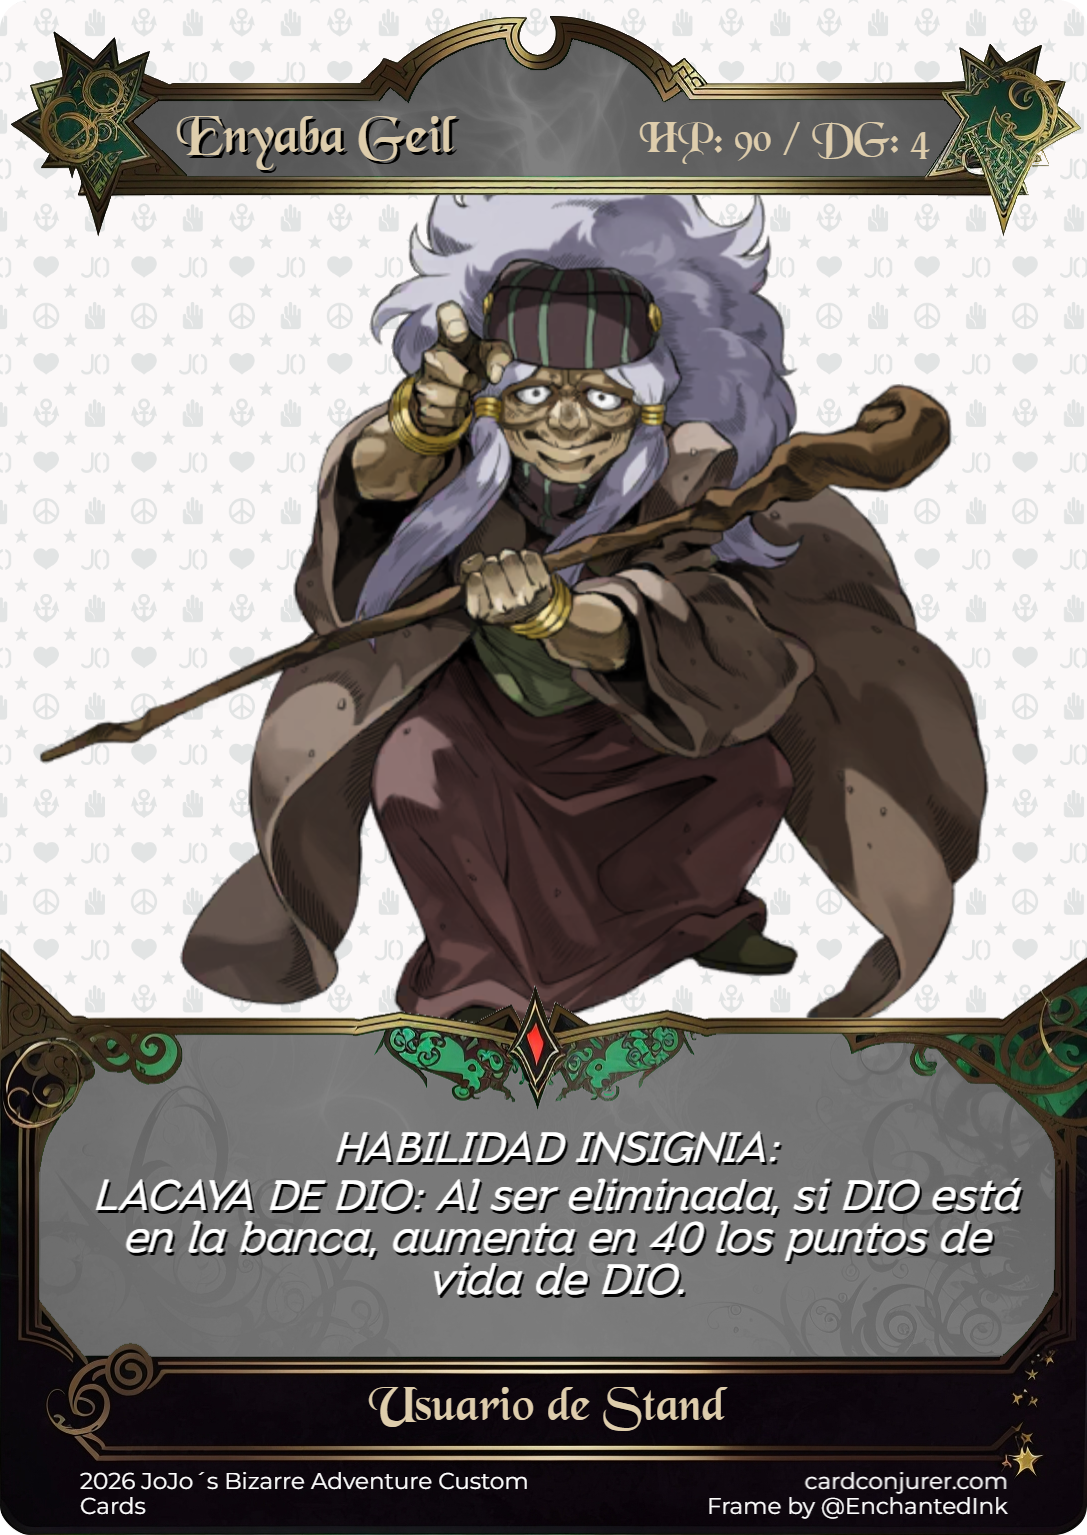 Enyaba Geil
HP: 90 / DG: 4
HABILIDAD INSIGNIA:
LACAYA DE DIO: Al ser eliminada, si DIO está
en la banca, aumenta en 40 los puntos de
vida de DIO.
Usuario de Stand
2026 JoJo´s Bizarre Adventure Custom
Cards
cardconjurer.com
Frame by @EnchantedInk